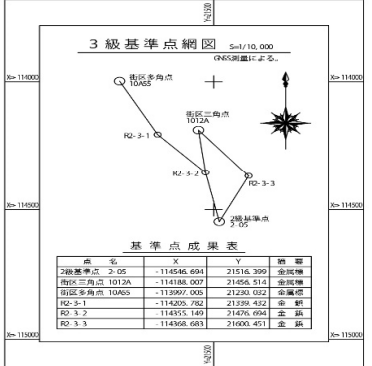 Y=21500
3級基準点網図 S=1/10,000
GNSS測量による。
X=-114000 X=-114000
街区多角点
10A55
街区三角点
1012A
R2-3-1
R2-3-2
R2-3-3
X=-114500 X=-114500
2級基準点
2-05
基準点成果表
点 名 X Y 摘要
2級基準点 2-05 -114546.694 21516.399 金属標
街区三角点 1012A -114188.007 21456.514 金属標
街区多角点 10A55 -113997.005 21230.032 金属標
R2-3-1 -114205.782 21339.432 金 鋲
R2-3-2 -114355.149 21476.694 金 鋲
R2-3-3 -114368.683 21600.451 金 鋲
X=-115000 X=-115000
Y=21500